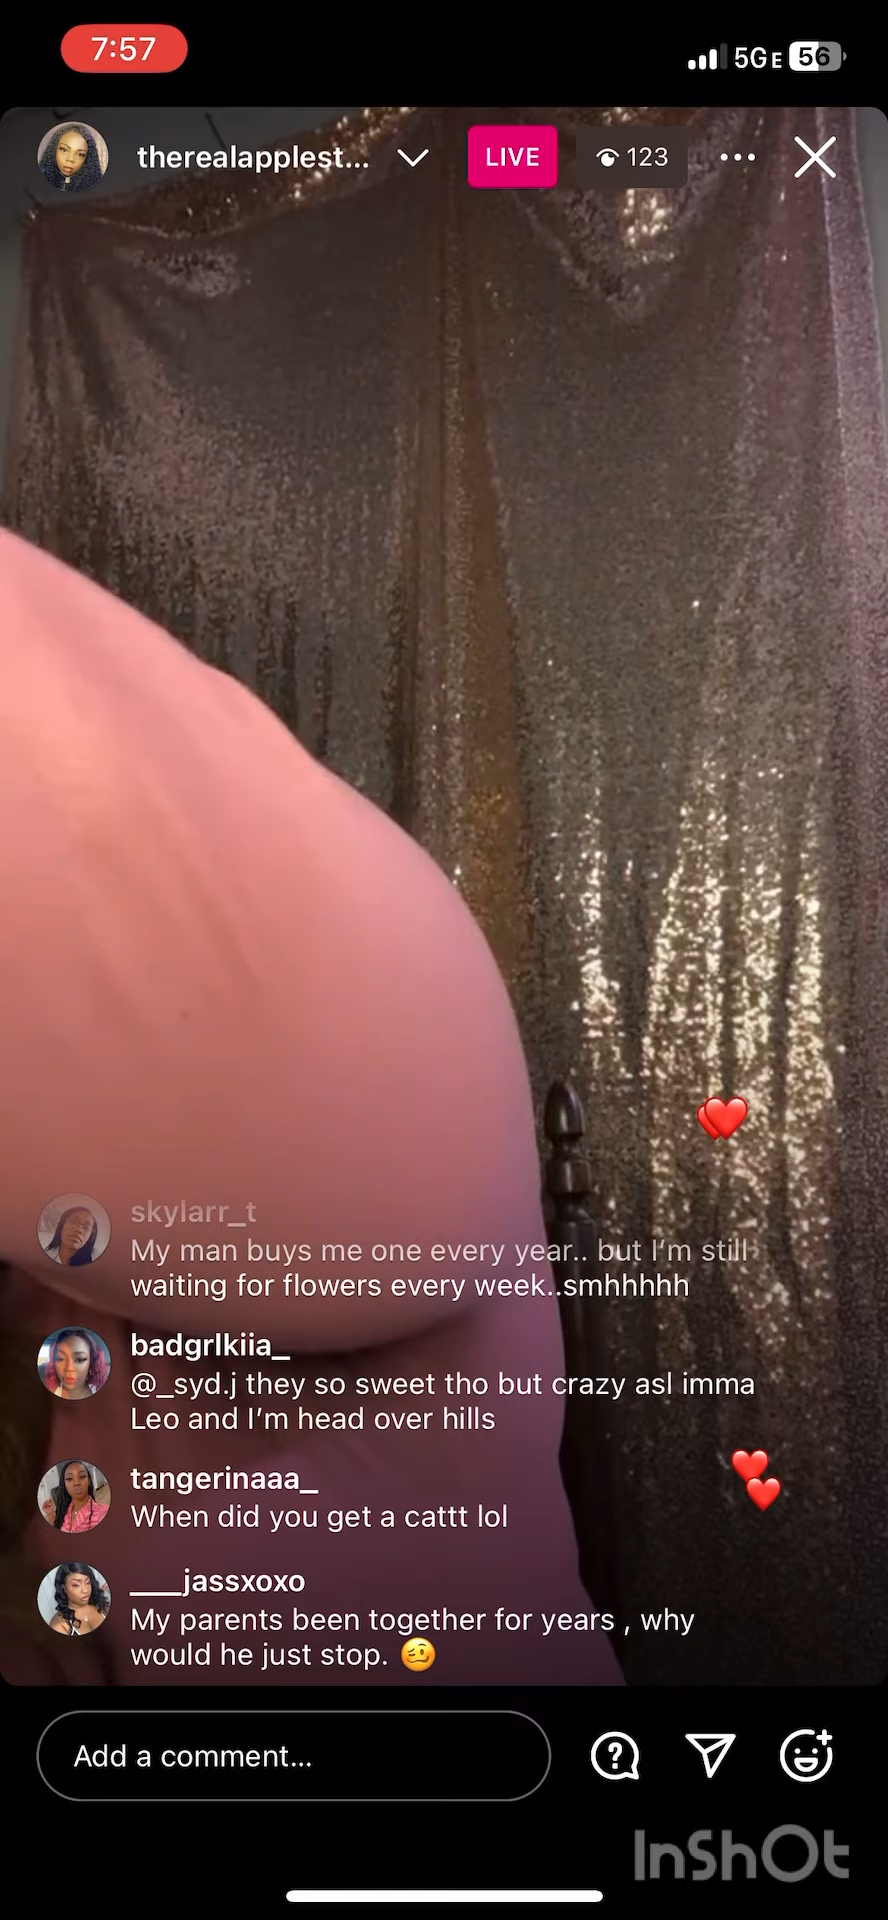 7:57
5GE 56
therealapplest...
LIVE
123
skylarr_t
My man buys me one every year.. but I'm still
waiting for flowers every week..smhhhhh
badgrlkiia_
@_syd.j they so sweet tho but crazy asl imma
Leo and I'm head over hills
tangerinaaa_
When did you get a cattt lol
____jassxoxo
My parents been together for years , why
would he just stop. 🥴
Add a comment...
InShOt